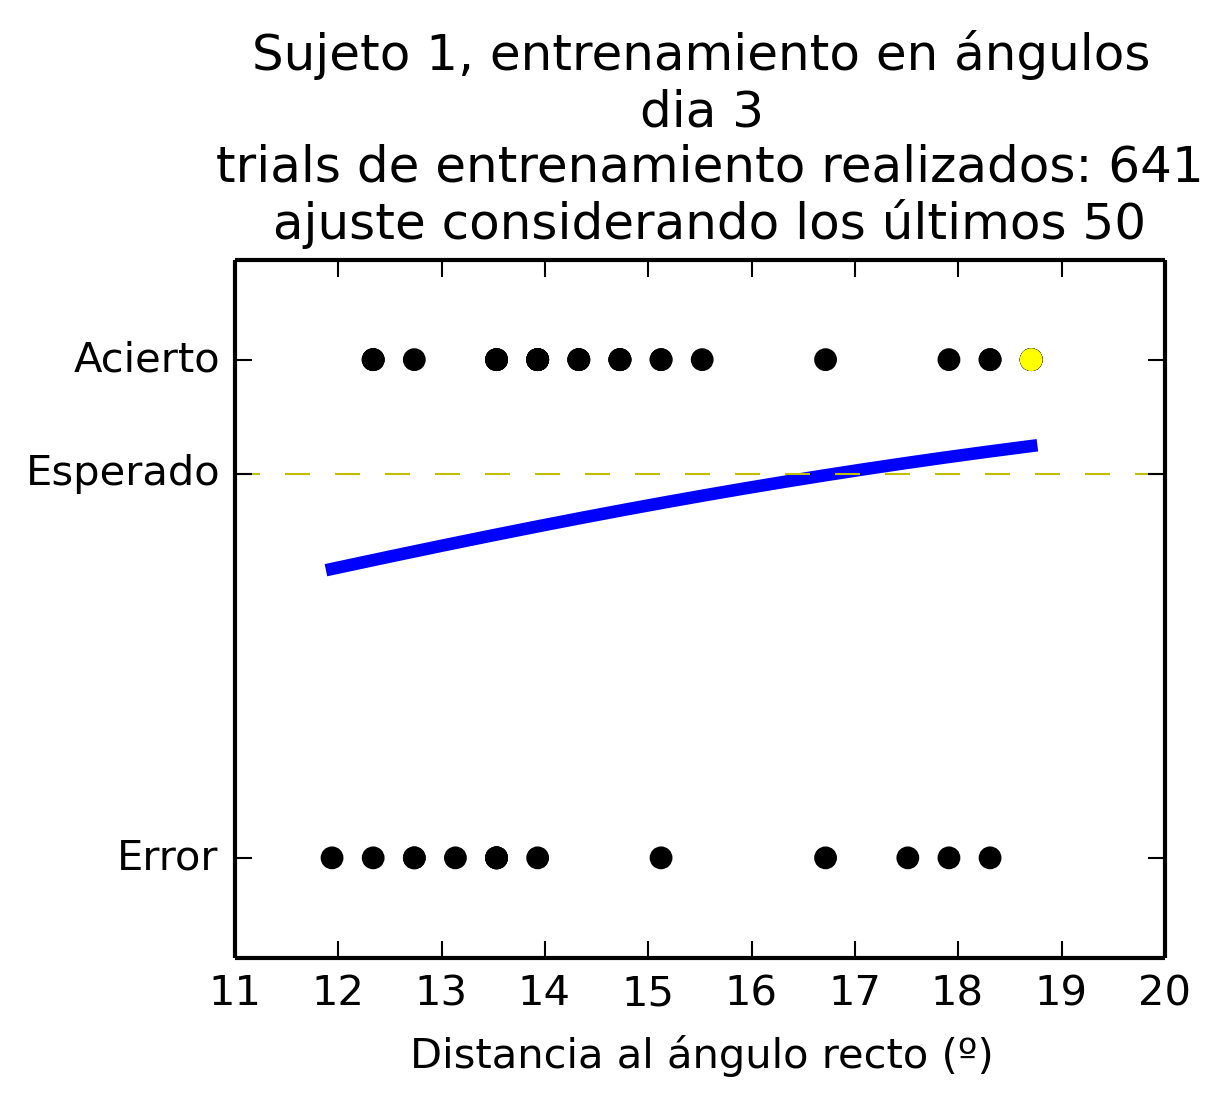 Sujeto 1, entrenamiento en ángulos
dia 3
trials de entrenamiento realizados: 641
ajuste considerando los últimos 50
Acierto
Esperado
Error
11 12 13 14 15 16 17 18 19 20
Distancia al ángulo recto (º)